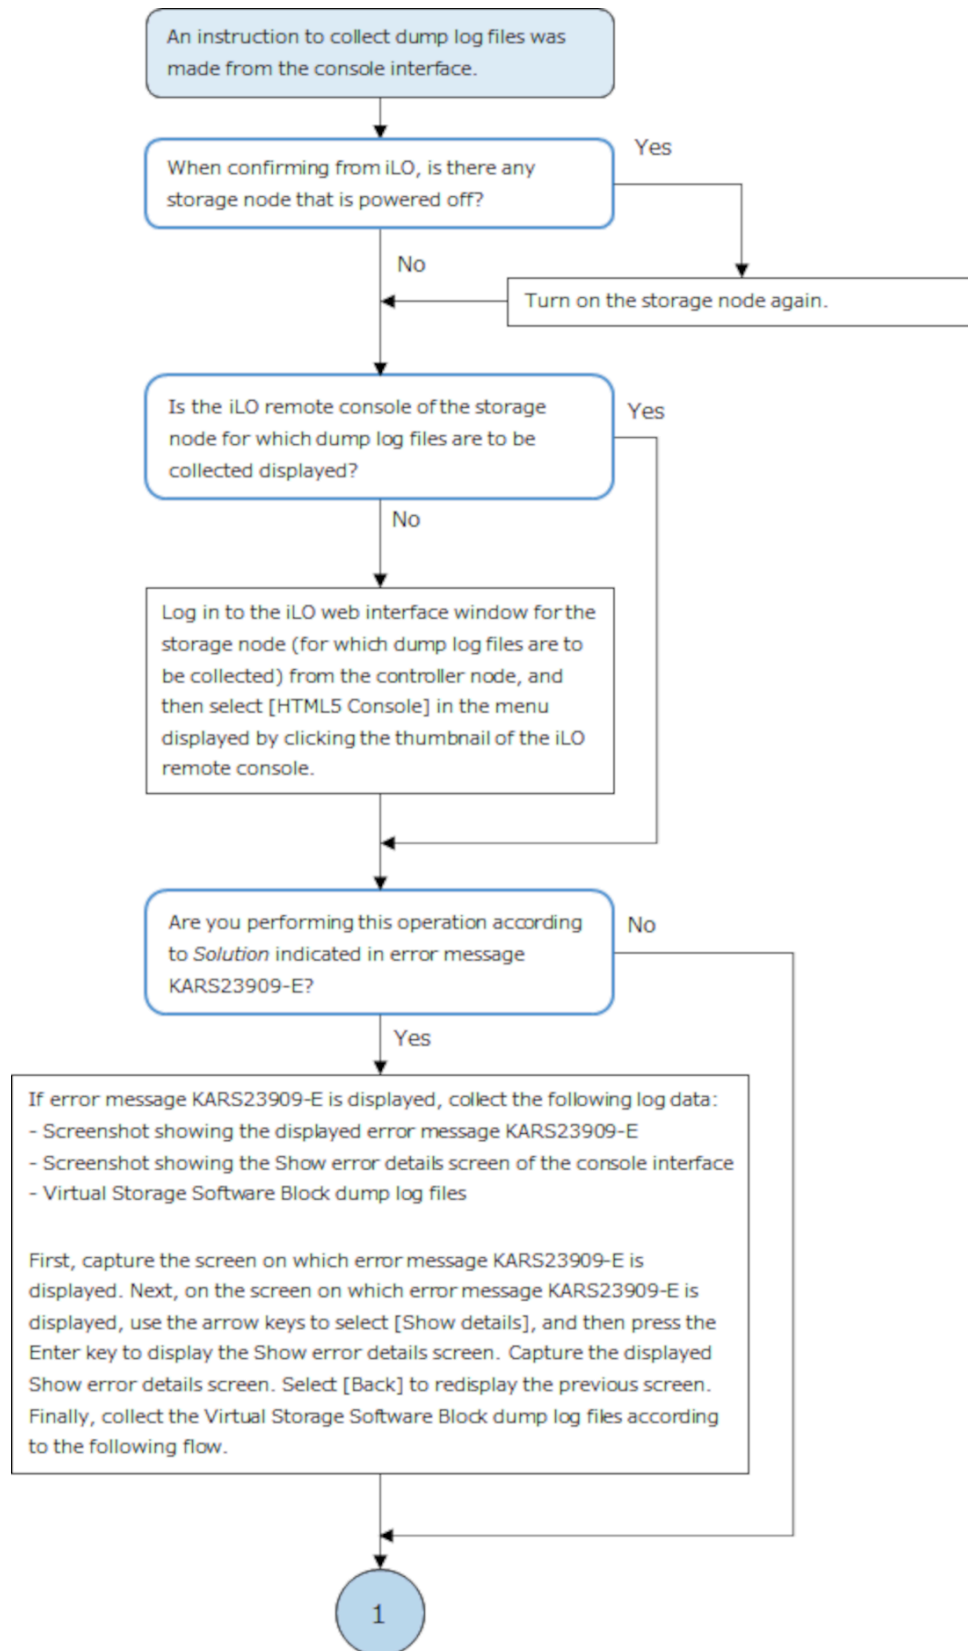 An instruction to collect dump log files was
made from the console interface.
When confirming from iLO, is there any
storage node that is powered off?
Yes
No
Turn on the storage node again.
Is the iLO remote console of the storage
node for which dump log files are to be
collected displayed?
Yes
No
Log in to the iLO web interface window for the
storage node (for which dump log files are to
be collected) from the controller node, and
then select [HTML5 Console] in the menu
displayed by clicking the thumbnail of the iLO
remote console.
Are you performing this operation according
to Solution indicated in error message
KARS23909-E?
No
Yes
If error message KARS23909-E is displayed, collect the following log data:
- Screenshot showing the displayed error message KARS23909-E
- Screenshot showing the Show error details screen of the console interface
- Virtual Storage Software Block dump log files
First, capture the screen on which error message KARS23909-E is
displayed. Next, on the screen on which error message KARS23909-E is
displayed, use the arrow keys to select [Show details], and then press the
Enter key to display the Show error details screen. Capture the displayed
Show error details screen. Select [Back] to redisplay the previous screen.
Finally, collect the Virtual Storage Software Block dump log files according
to the following flow.
1